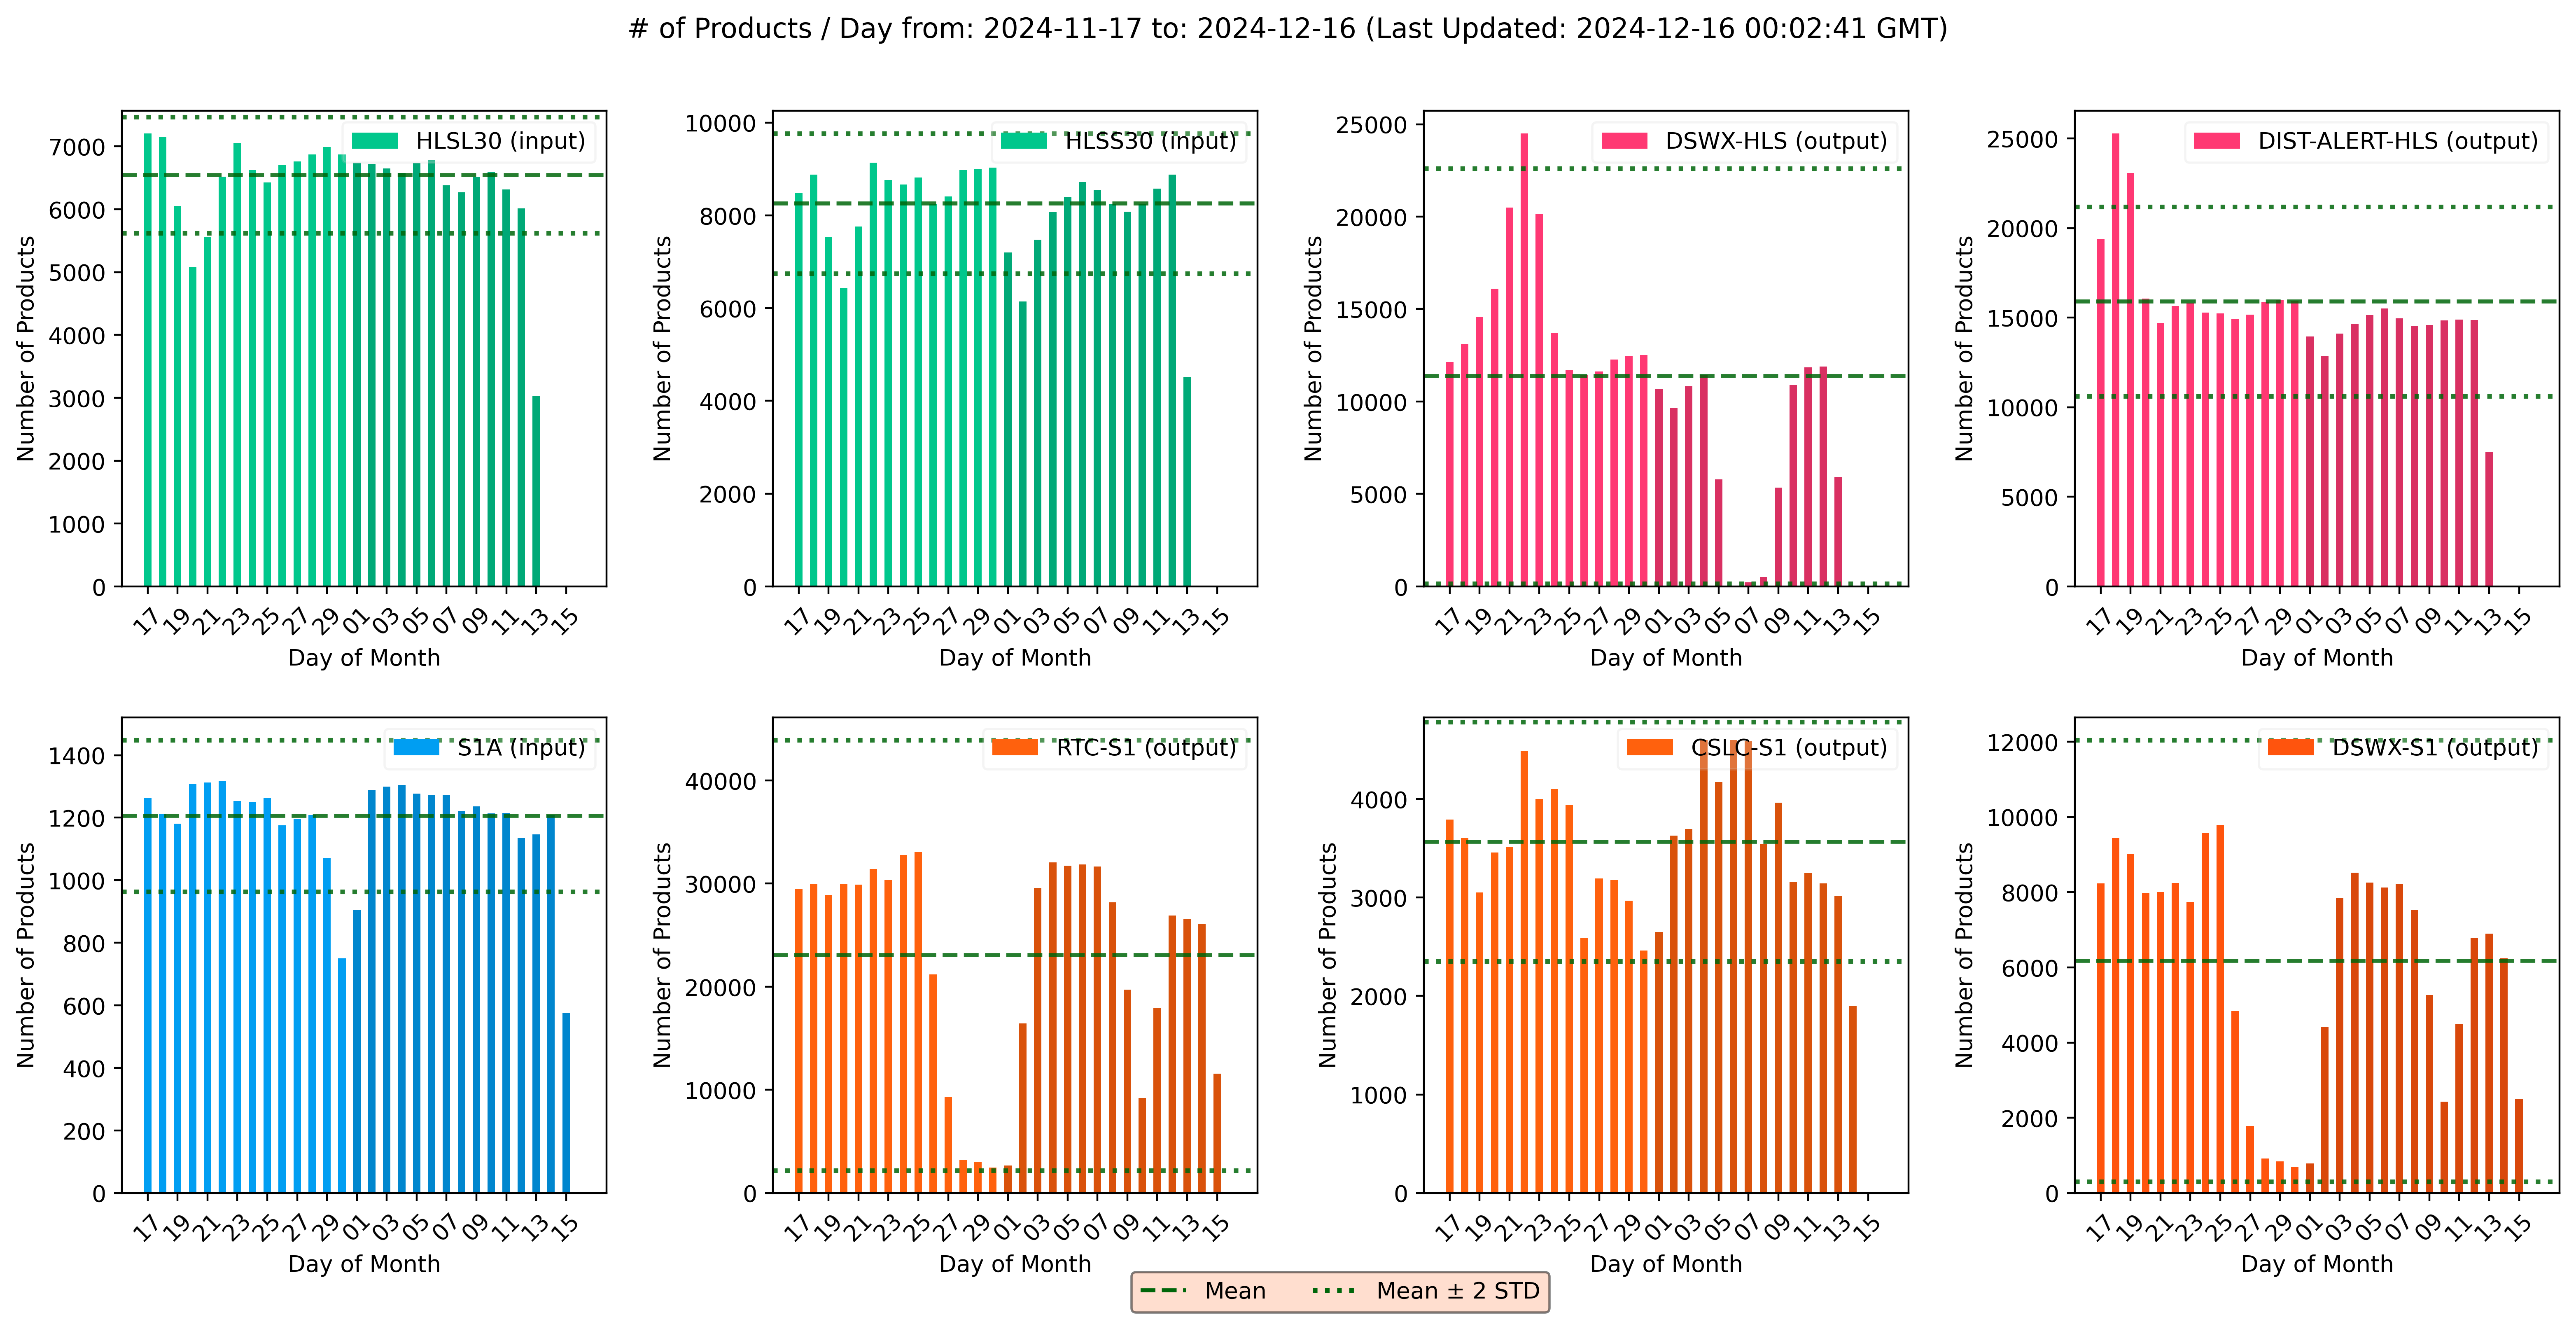 # of Products / Day from: 2024-11-17 to: 2024-12-16 (Last Updated: 2024-12-16 00:02:41 GMT)
HLSL30 (input)
Number of Products
7000
6000
5000
4000
3000
2000
1000
0
17 19 21 23 25 27 29 01 03 05 07 09 11 13 15
Day of Month
HLSS30 (input)
Number of Products
10000
8000
6000
4000
2000
0
17 19 21 23 25 27 29 01 03 05 07 09 11 13 15
Day of Month
DSWX-HLS (output)
Number of Products
25000
20000
15000
10000
5000
0
17 19 21 23 25 27 29 01 03 05 07 09 11 13 15
Day of Month
DIST-ALERT-HLS (output)
Number of Products
25000
20000
15000
10000
5000
0
17 19 21 23 25 27 29 01 03 05 07 09 11 13 15
Day of Month
S1A (input)
Number of Products
1400
1200
1000
800
600
400
200
0
17 19 21 23 25 27 29 01 03 05 07 09 11 13 15
Day of Month
RTC-S1 (output)
Number of Products
40000
30000
20000
10000
0
17 19 21 23 25 27 29 01 03 05 07 09 11 13 15
Day of Month
CSLC-S1 (output)
Number of Products
4000
3000
2000
1000
0
17 19 21 23 25 27 29 01 03 05 07 09 11 13 15
Day of Month
DSWX-S1 (output)
Number of Products
12000
10000
8000
6000
4000
2000
0
17 19 21 23 25 27 29 01 03 05 07 09 11 13 15
Day of Month
Mean
Mean ± 2 STD